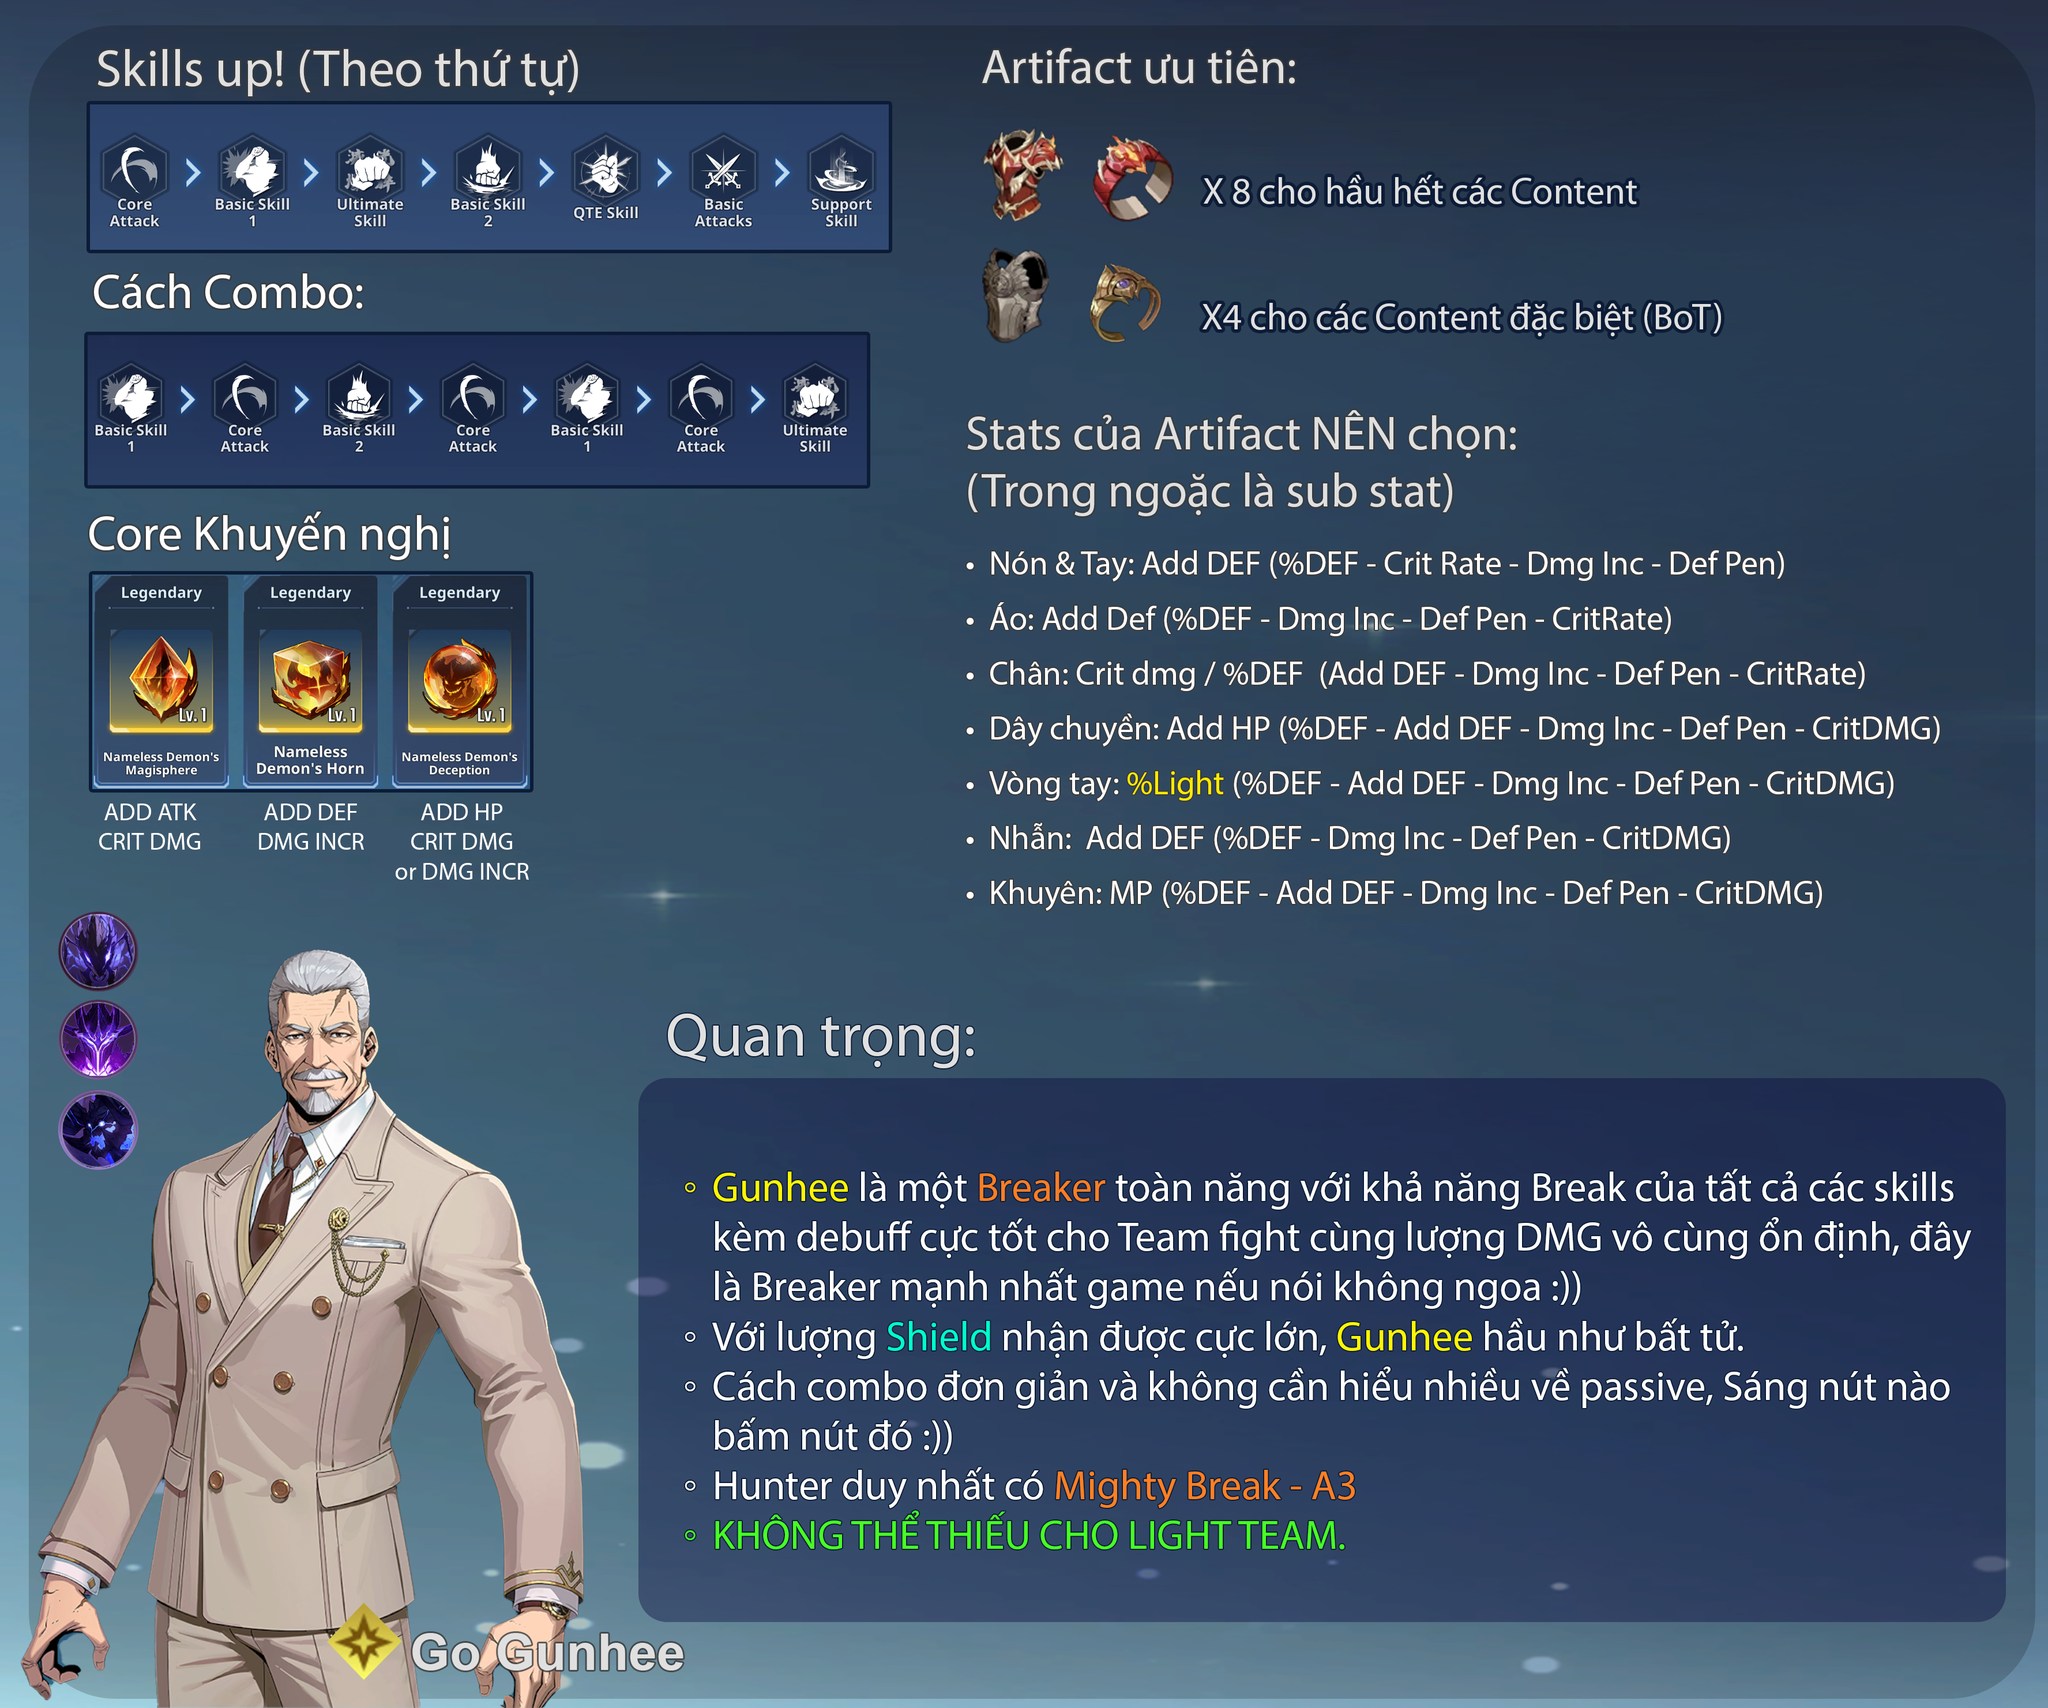 Skills up! (Theo thứ tự)
Core Attack
Basic Skill 1
Ultimate Skill
Basic Skill 2
QTE Skill
Basic Attacks
Support Skill
Cách Combo:
Basic Skill 1
Core Attack
Basic Skill 2
Core Attack
Basic Skill 1
Core Attack
Ultimate Skill
Core Khuyến nghị
Legendary
Lv. 1
Nameless Demon's
Magisphere
ADD ATK
CRIT DMG
Legendary
Lv. 1
Nameless
Demon's Horn
ADD DEF
DMG INCR
Legendary
Lv. 1
Nameless Demon's
Deception
ADD HP
CRIT DMG
or DMG INCR
Artifact ưu tiên:
X 8 cho hầu hết các Content
X4 cho các Content đặc biệt (BoT)
Stats của Artifact NÊN chọn:
(Trong ngoặc là sub stat)
• Nón & Tay: Add DEF (%DEF - Crit Rate - Dmg Inc - Def Pen)
• Áo: Add Def (%DEF - Dmg Inc - Def Pen - CritRate)
• Chân: Crit dmg / %DEF (Add DEF - Dmg Inc - Def Pen - CritRate)
• Dây chuyền: Add HP (%DEF - Add DEF - Dmg Inc - Def Pen - CritDMG)
• Vòng tay: %Light (%DEF - Add DEF - Dmg Inc - Def Pen - CritDMG)
• Nhẫn: Add DEF (%DEF - Dmg Inc - Def Pen - CritDMG)
• Khuyên: MP (%DEF - Add DEF - Dmg Inc - Def Pen - CritDMG)
Quan trọng:
◦ Gunhee là một Breaker toàn năng với khả năng Break của tất cả các skills
kèm debuff cực tốt cho Team fight cùng lượng DMG vô cùng ổn định, đây
là Breaker mạnh nhất game nếu nói không ngoa :))
◦ Với lượng Shield nhận được cực lớn, Gunhee hầu như bất tử.
◦ Cách combo đơn giản và không cần hiểu nhiều về passive, Sáng nút nào
bấm nút đó :))
◦ Hunter duy nhất có Mighty Break - A3
◦ KHÔNG THỂ THIẾU CHO LIGHT TEAM.
Go Gunhee